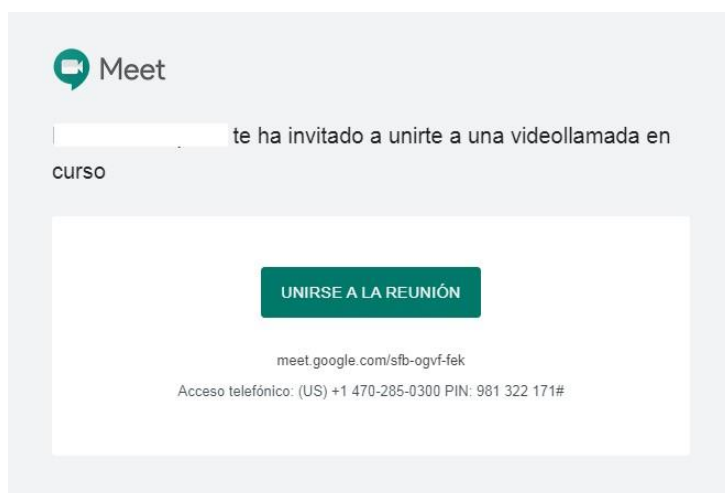 Meet
te ha invitado a unirte a una videollamada en
curso
UNIRSE A LA REUNIÓN
meet.google.com/sfb-ogvf-fek
Acceso telefónico: (US) +1 470-285-0300 PIN: 981 322 171#